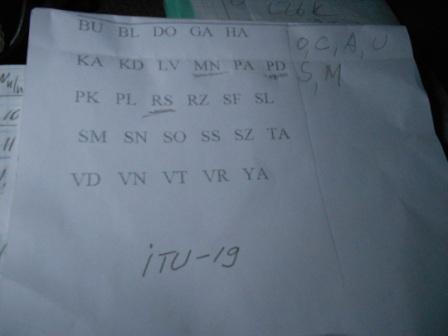 BU BL DO GA HA
KA KD LV MN PA PD
PK PL RS RZ SF SL
SM SN SO SS SZ TA
VD VN VT VR YA
O, C, A, U
S, M
iTU-19